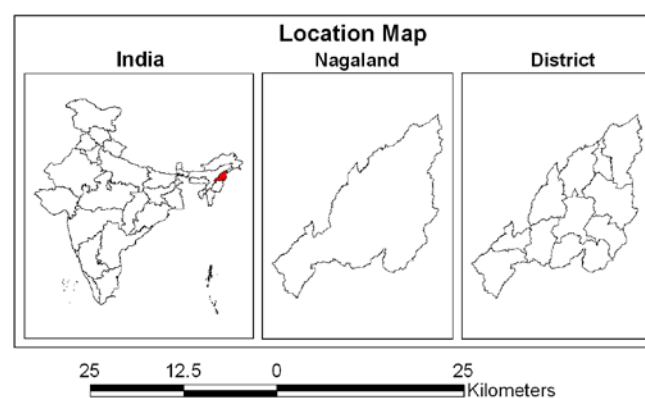 Location Map
India
Nagaland
District
25 12.5 0 25
Kilometers